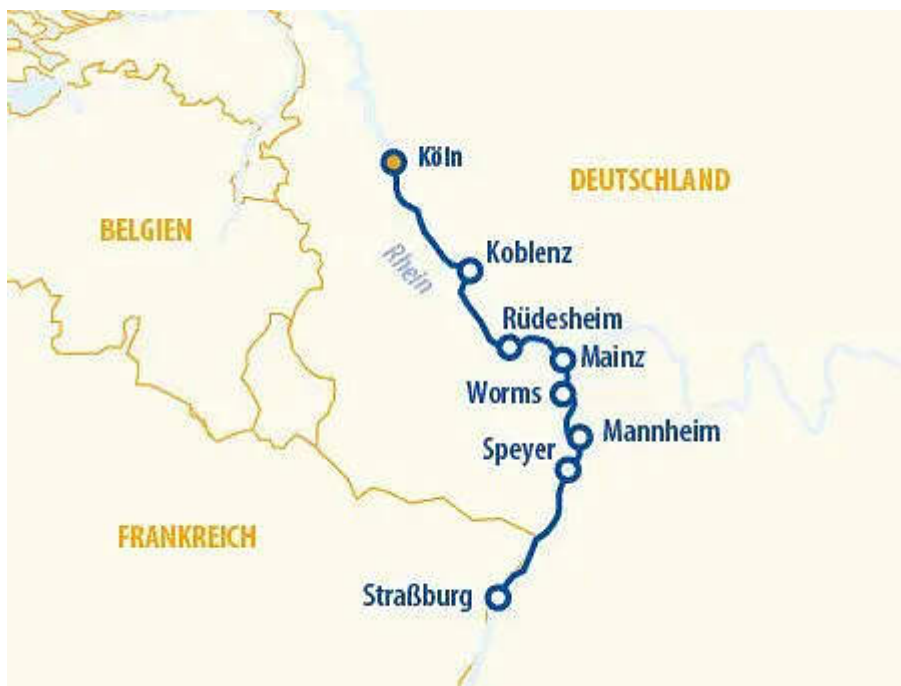 Köln
DEUTSCHLAND
BELGIEN
Koblenz
Rhein
Rüdesheim
Mainz
Worms
Mannheim
Speyer
FRANKREICH
Straßburg